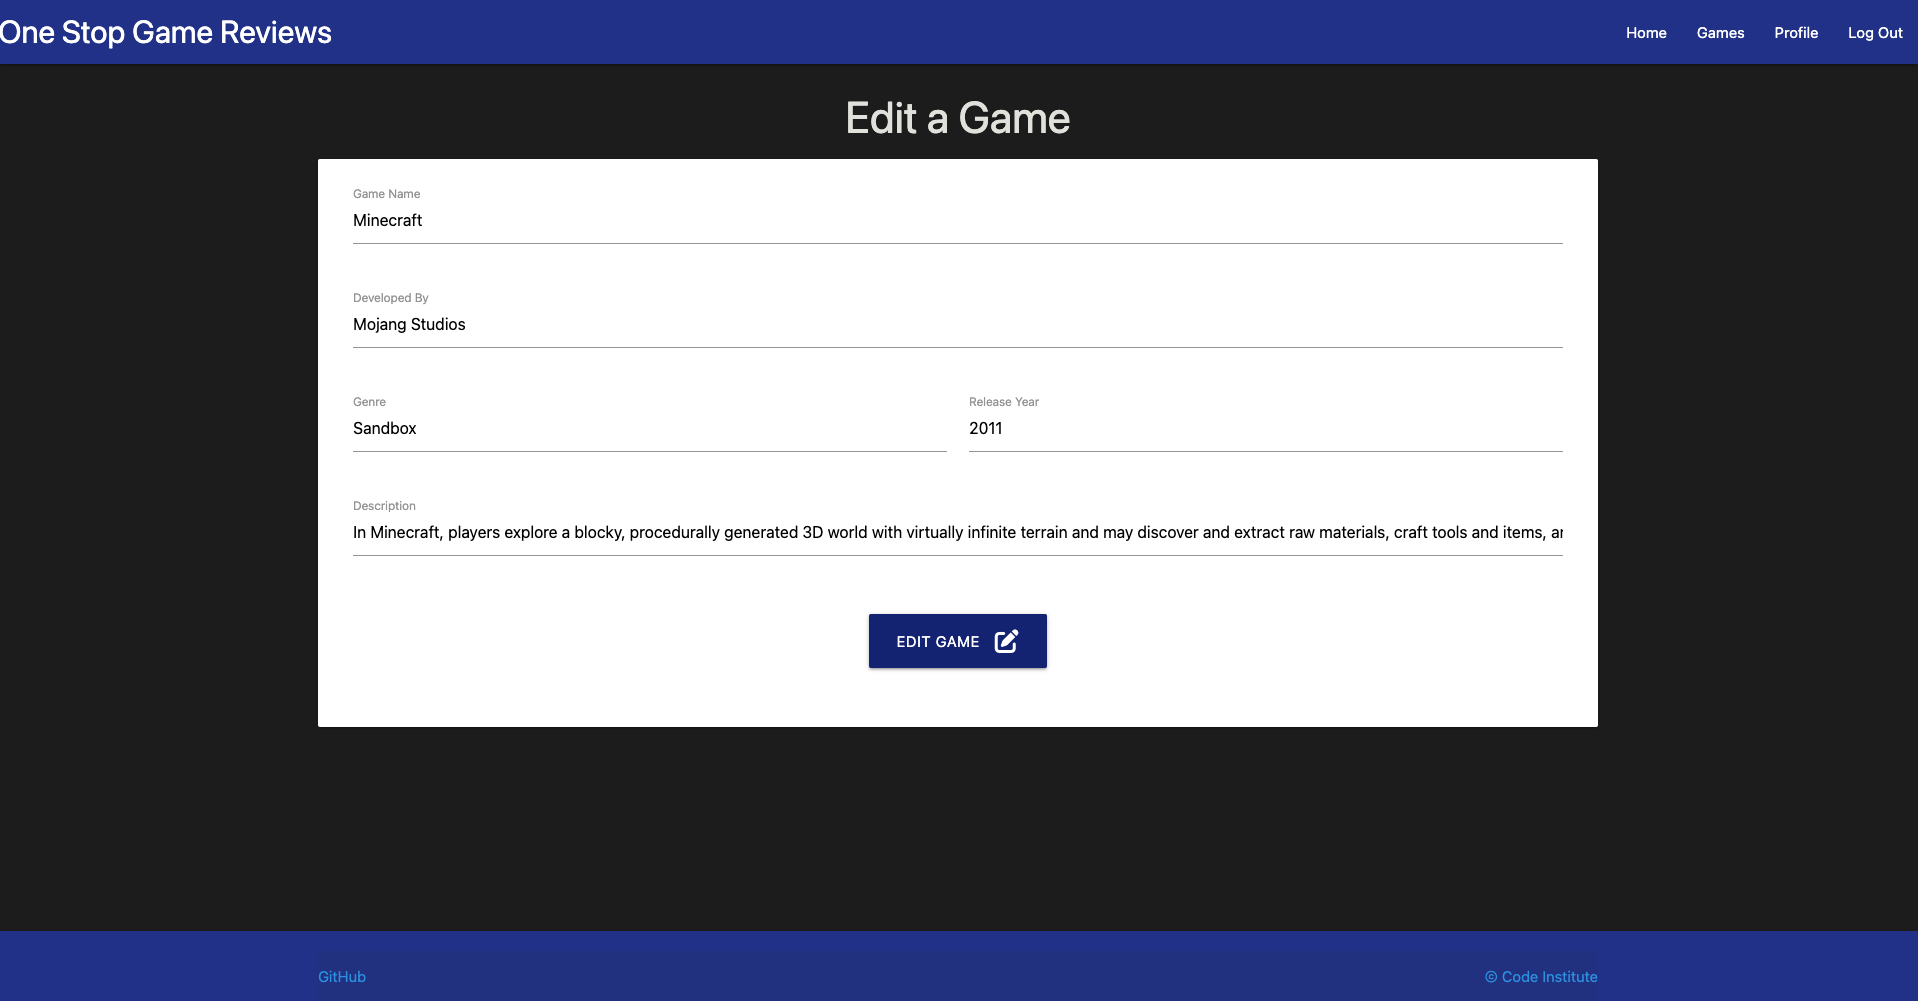 One Stop Game Reviews
Home Games Profile Log Out
Edit a Game
Game Name
Minecraft
Developed By
Mojang Studios
Genre Release Year
Sandbox 2011
Description
In Minecraft, players explore a blocky, procedurally generated 3D world with virtually infinite terrain and may discover and extract raw materials, craft tools and items,
EDIT GAME
GitHub © Code Institute